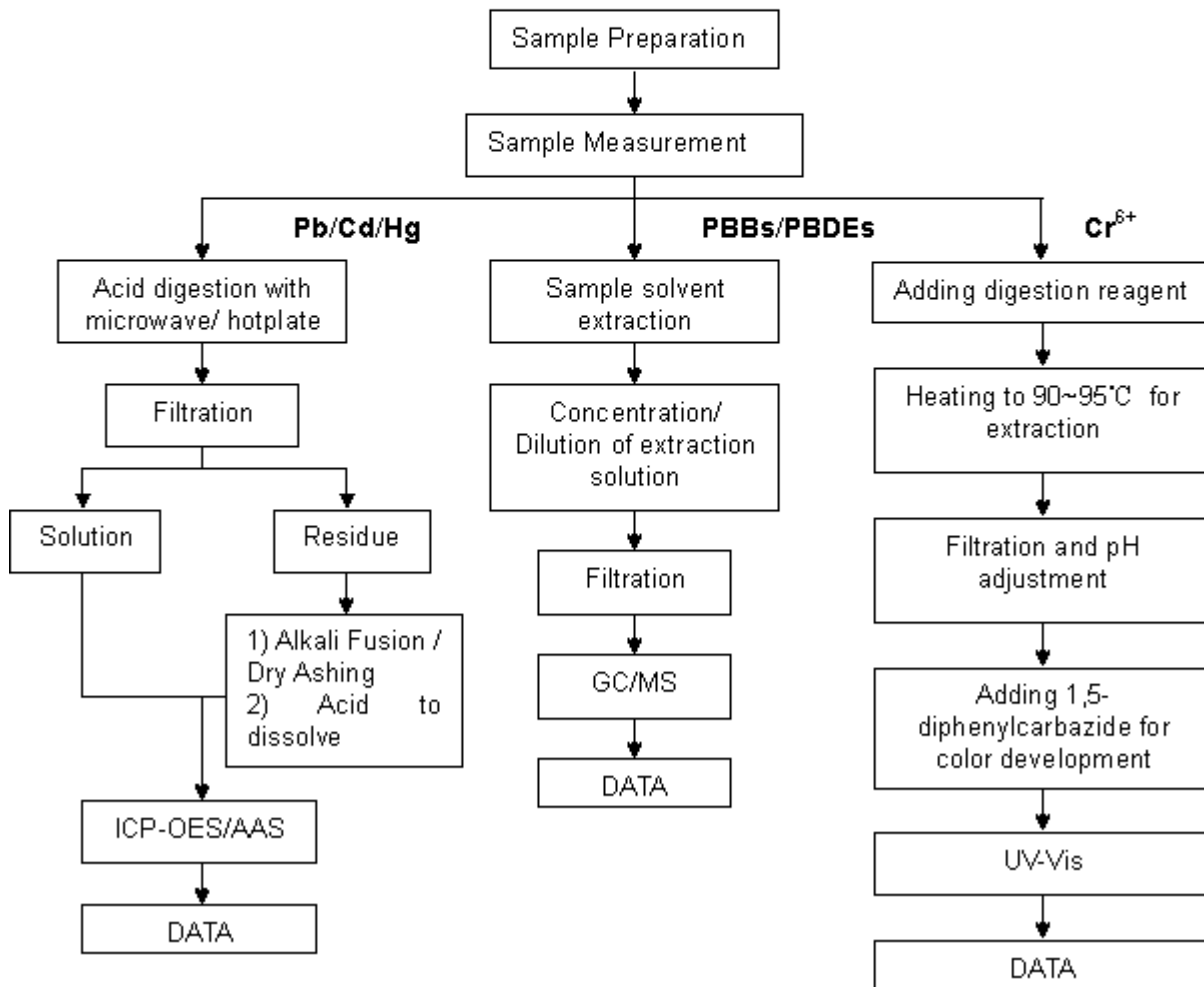 Sample Preparation
Sample Measurement
Pb/Cd/Hg
PBBs/PBDEs
Cr⁶⁺
Acid digestion with
microwave/ hotplate
Filtration
Solution
Residue
1) Alkali Fusion /
Dry Ashing
2) Acid to
dissolve
ICP-OES/AAS
DATA
Sample solvent
extraction
Concentration/
Dilution of extraction
solution
Filtration
GC/MS
DATA
Adding digestion reagent
Heating to 90~95℃ for
extraction
Filtration and pH
adjustment
Adding 1,5-
diphenylcarbazide for
color development
UV-Vis
DATA